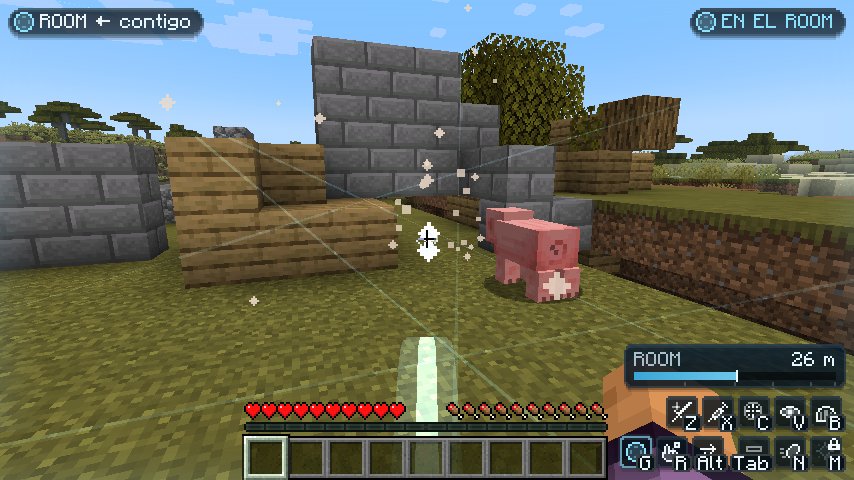 ROOM ← contigo
EN EL ROOM
ROOM 26 m
Z X C V B
G R Alt Tab N M